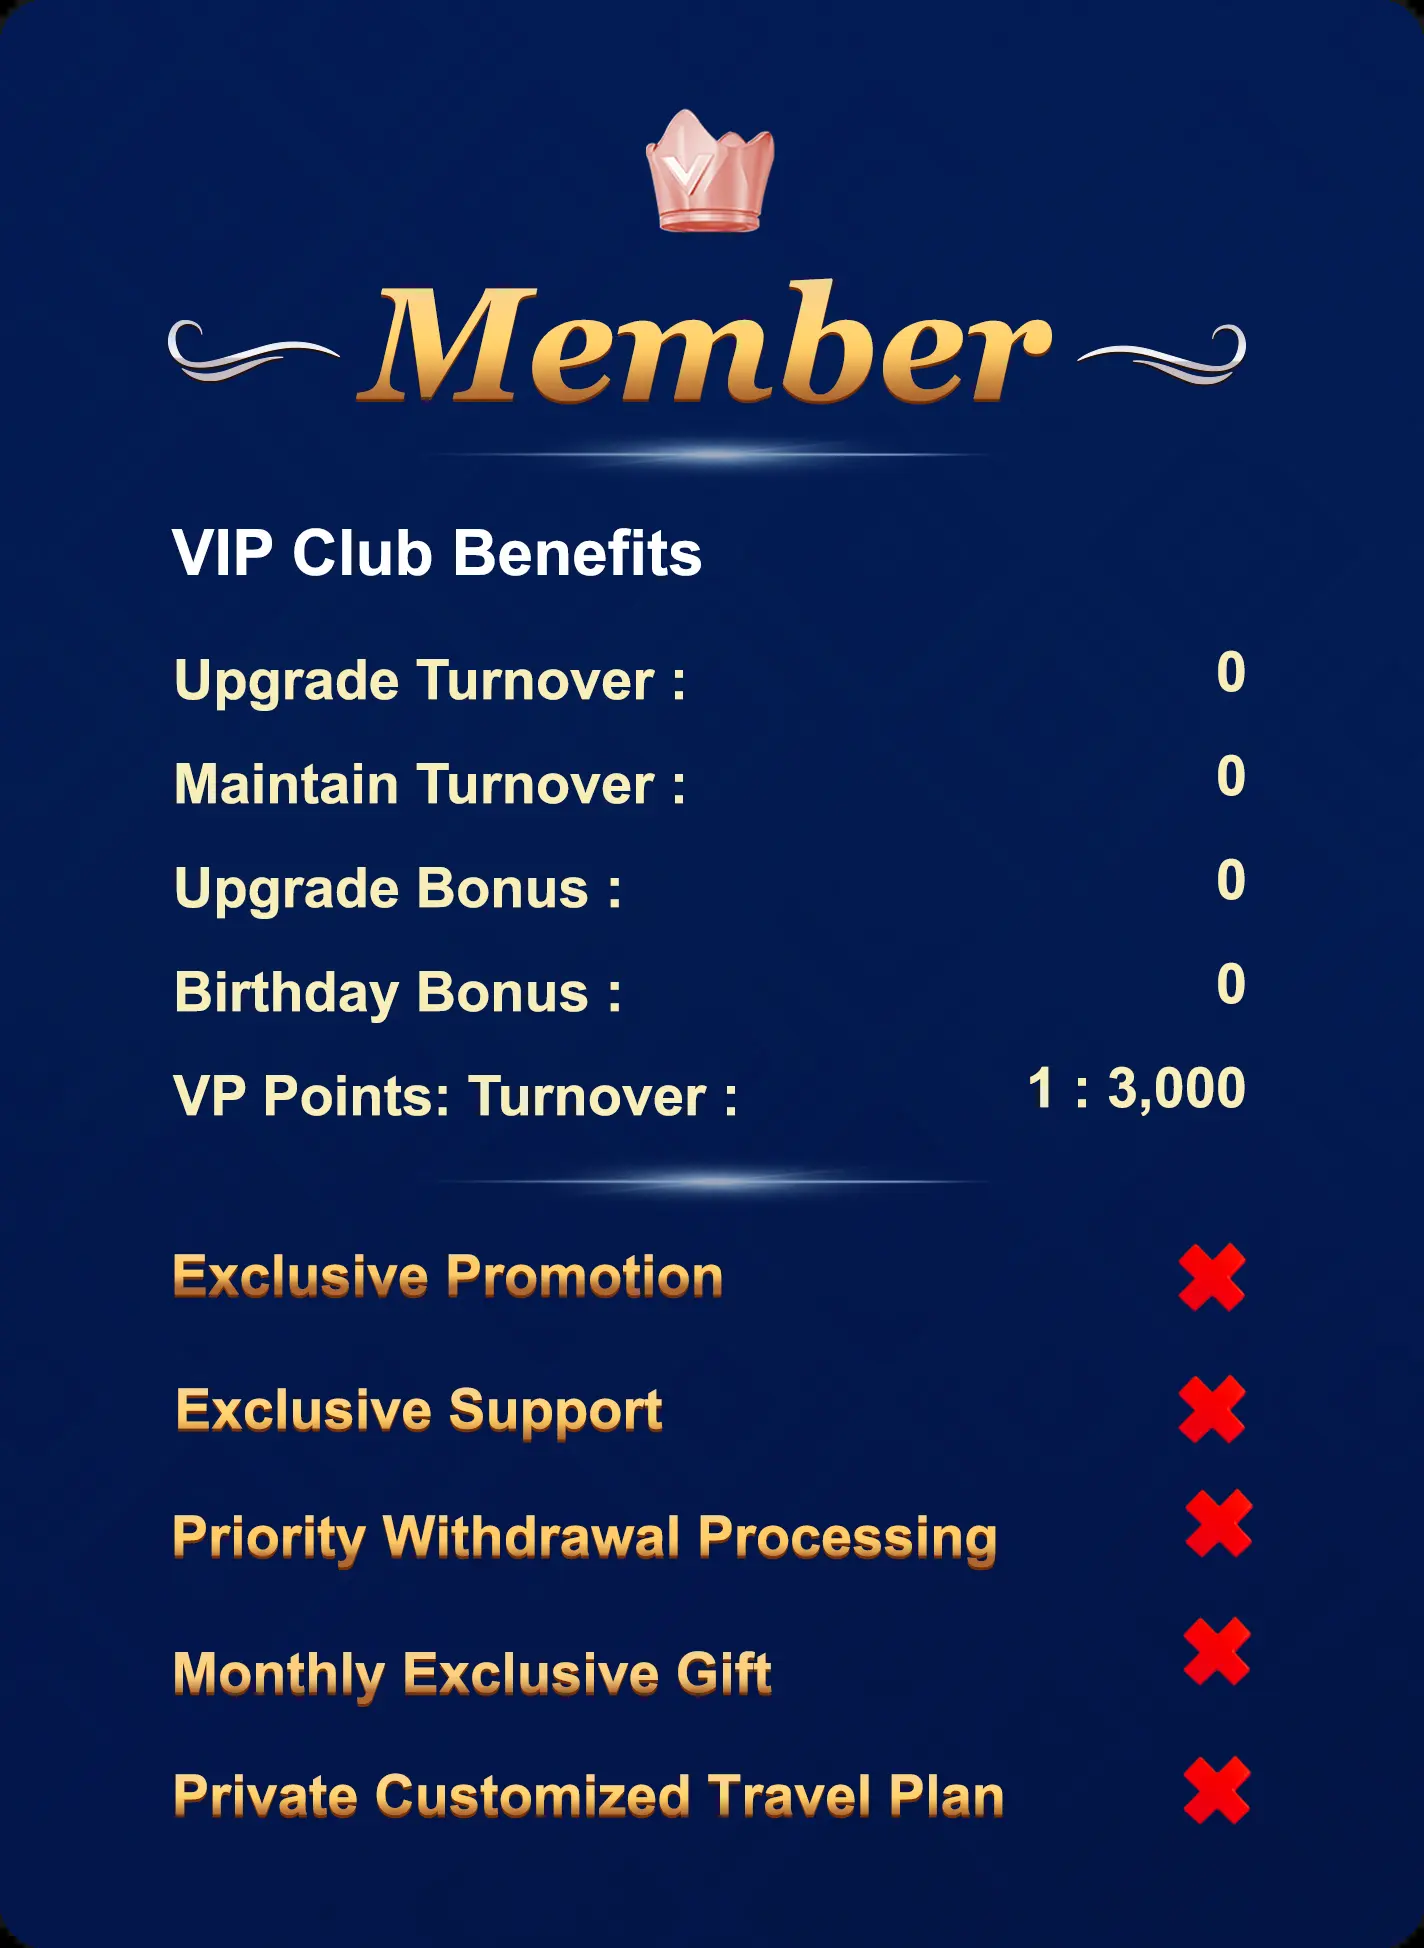 V
Member
VIP Club Benefits
Upgrade Turnover : 0
Maintain Turnover : 0
Upgrade Bonus : 0
Birthday Bonus : 0
VP Points: Turnover : 1 : 3,000
Exclusive Promotion
Exclusive Support
Priority Withdrawal Processing
Monthly Exclusive Gift
Private Customized Travel Plan